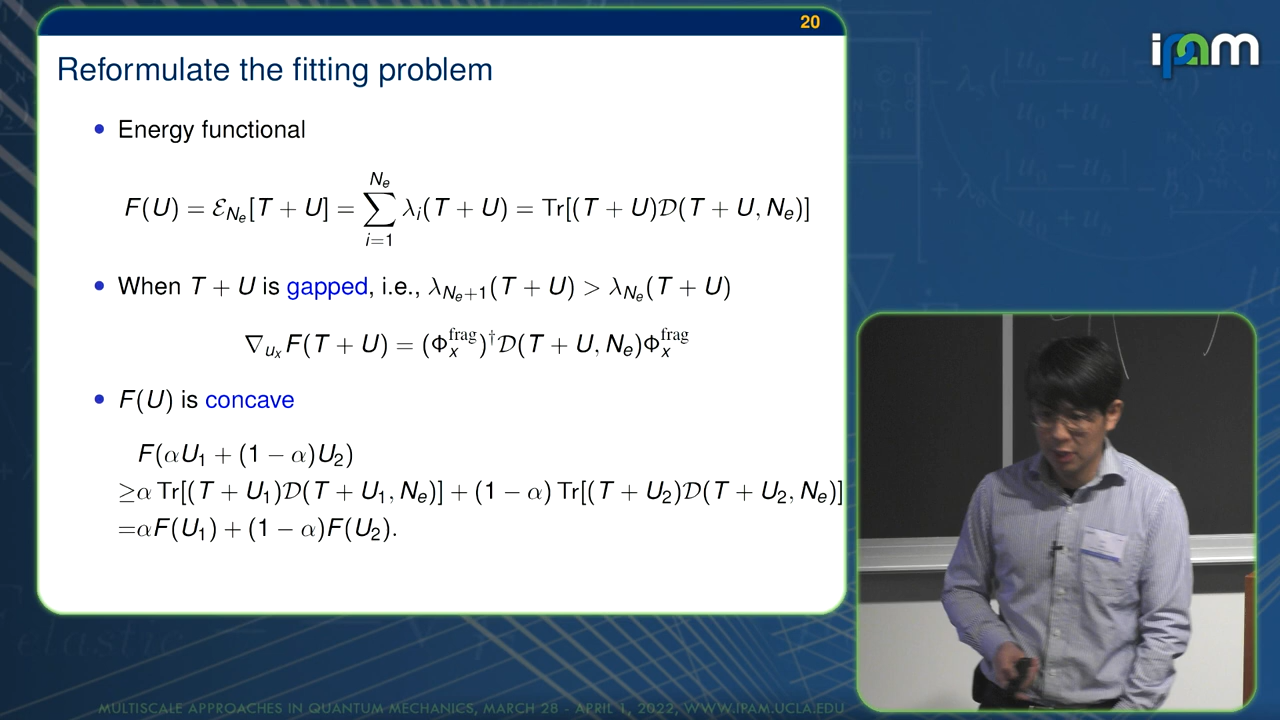 20
ipam
Reformulate the fitting problem
• Energy functional
F(U) = ℰ_{N_e}[T + U] = ∑_{i=1}^{N_e} λ_i(T + U) = Tr[(T + U)𝒟(T + U, N_e)]
• When T + U is gapped, i.e., λ_{N_e+1}(T + U) > λ_{N_e}(T + U)
∇_{u_x} F(T + U) = (Φ_x^{frag})^† 𝒟(T + U, N_e)Φ_x^{frag}
• F(U) is concave
F(αU_1 + (1 − α)U_2)
≥α Tr[(T + U_1)𝒟(T + U_1, N_e)] + (1 − α) Tr[(T + U_2)𝒟(T + U_2, N_e)]
=αF(U_1) + (1 − α)F(U_2).
elastic
MULTISCALE APPROACHES IN QUANTUM MECHANICS, MARCH 28 - APRIL 1, 2022, WWW.IPAM.UCLA.EDU